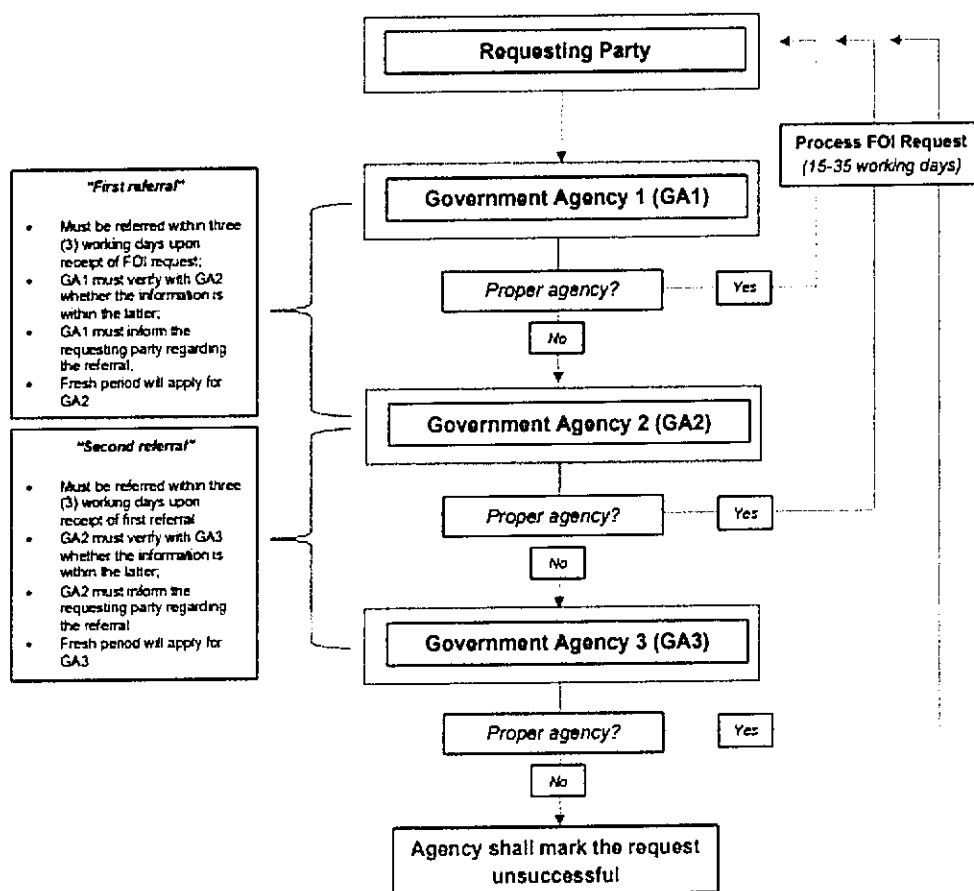 Requesting Party
Process FOI Request
(15-35 working days)
"First referral"
• Must be referred within three
(3) working days upon
receipt of FOI request;
• GA1 must verify with GA2
whether the information is
within the latter;
• GA1 must inform the
requesting party regarding
the referral.
• Fresh period will apply for
GA2
Government Agency 1 (GA1)
Proper agency?
Yes
No
Government Agency 2 (GA2)
"Second referral"
• Must be referred within three
(3) working days upon
receipt of first referral
• GA2 must verify with GA3
whether the information is
within the latter;
• GA2 must inform the
requesting party regarding
the referral
• Fresh period will apply for
GA3
Proper agency?
Yes
No
Government Agency 3 (GA3)
Proper agency?
Yes
No
Agency shall mark the request
unsuccessful